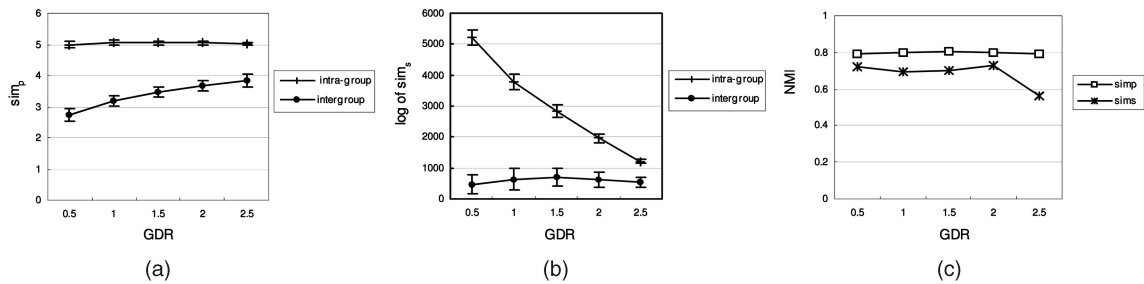 6
5
4
3
2
1
0
sim_p
0.5 1 1.5 2 2.5
GDR
intra-group
intergroup
(a)
6000
5000
4000
3000
2000
1000
0
log of sim_s
0.5 1 1.5 2 2.5
GDR
intra-group
intergroup
(b)
1
0.8
0.6
0.4
0.2
0
NMI
0.5 1 1.5 2 2.5
GDR
simp
sims
(c)